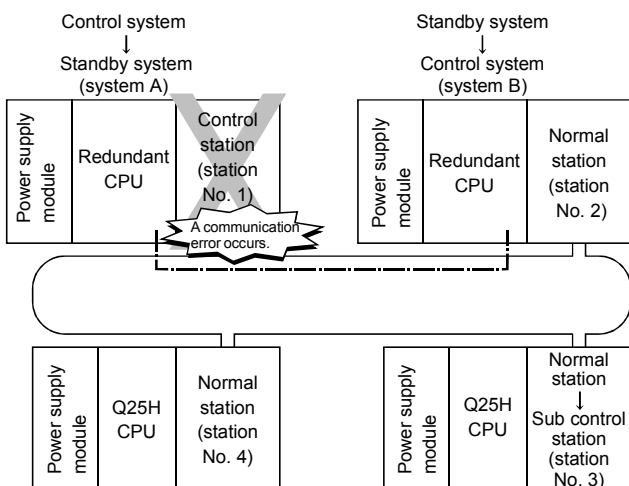 Control system
↓
Standby system
(system A)
Standby system
↓
Control system
(system B)
Power supply
module
Redundant
CPU
Control
station
(station
No. 1)
A communication
error occurs.
Power supply
module
Redundant
CPU
Normal
station
(station
No. 2)
Power supply
module
Q25H
CPU
Normal
station
(station
No. 4)
Power supply
module
Q25H
CPU
Normal
station
↓
Sub control
station
(station
No. 3)